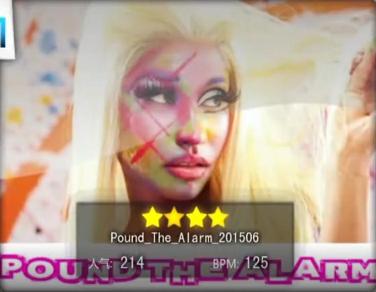 Pound_The_Alarm_201506
人气: 214 BPM: 125
POUND THE ALARM